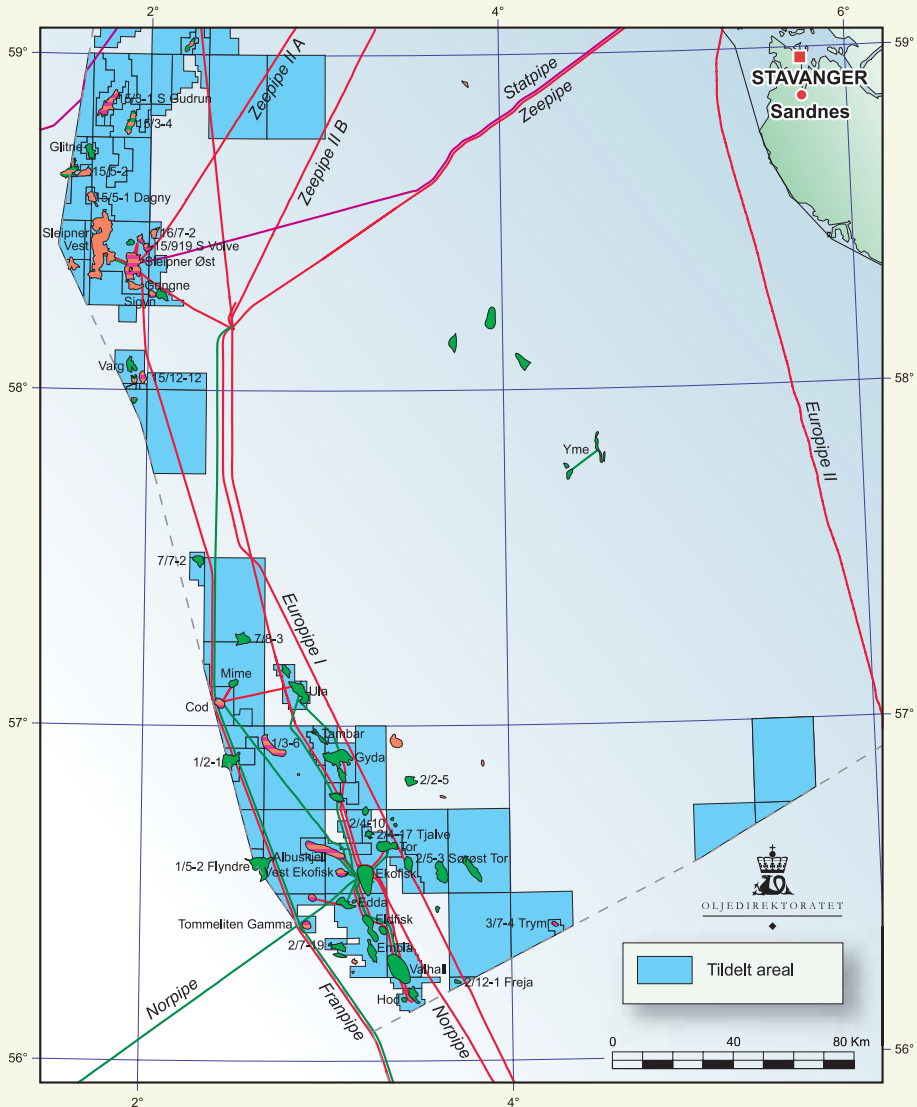 2°
4°
6°
59°
59°
STAVANGER
Sandnes
Zeepipe II A
Zeepipe II B
Statpipe
Zeepipe
15/3-1 S Gudrun
15/3-4
Glitne
15/5-2
15/5-1 Dagny
Sleipner
Vest
16/7-2
15/919 S Volve
Sleipner Øst
Gungne
Sigyn
Varg
15/12-12
58°
58°
Yme
Europipe II
7/7-2
Europipe I
7/8-3
Mime
Ula
Cod
57°
57°
Tambar
1/3-6
Gyda
1/2-1
2/2-5
2/4-10
2/4-17 Tjalve
Tor
Albuskjell
2/5-3 Sørøst Tor
1/5-2 Flyndre
Vest Ekofisk
Ekofisk
Edda
Tommeliten Gamma
Eldfisk
3/7-4 Trym
2/7-19
Embla
Valhall
2/12-1 Freja
Hod
Norpipe
Franpipe
Norpipe
OLJEDIREKTORATET
Tildelt areal
0 40 80 Km
56°
56°
2°
4°